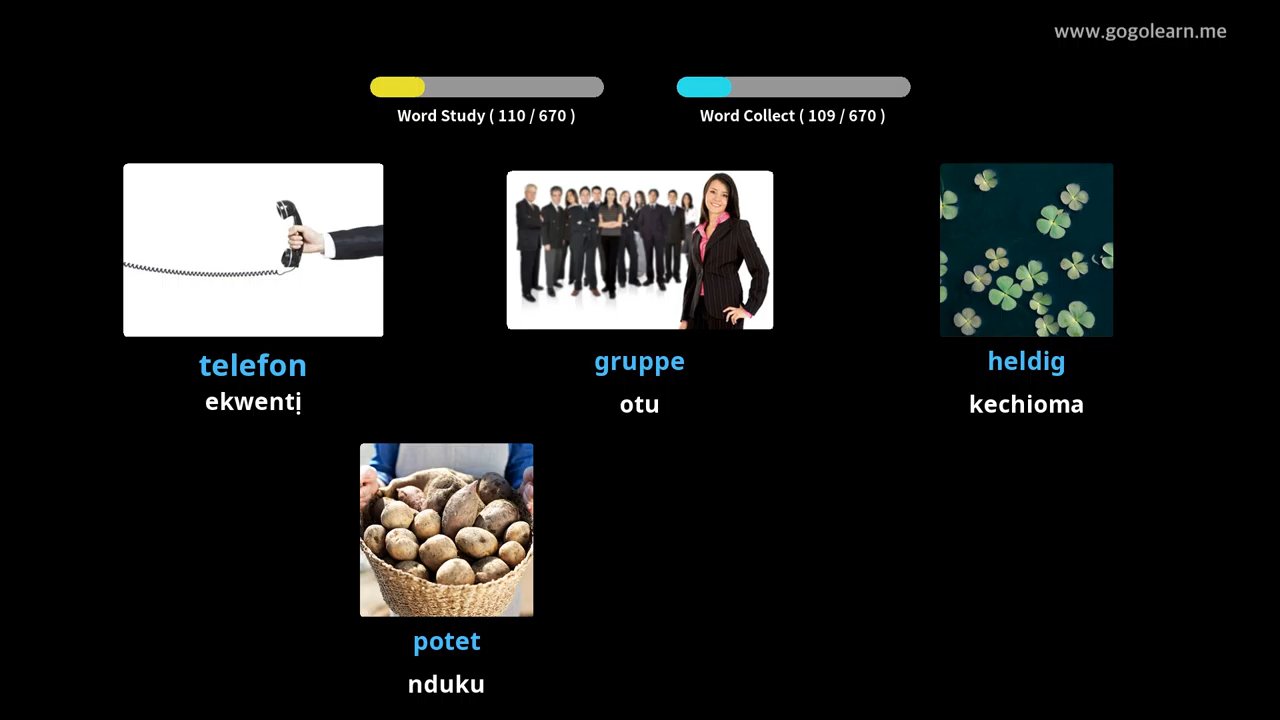 www.gogolearn.me
Word Study ( 110 / 670 )
Word Collect ( 109 / 670 )
telefon
ekwentị
gruppe
otu
heldig
kechioma
potet
nduku